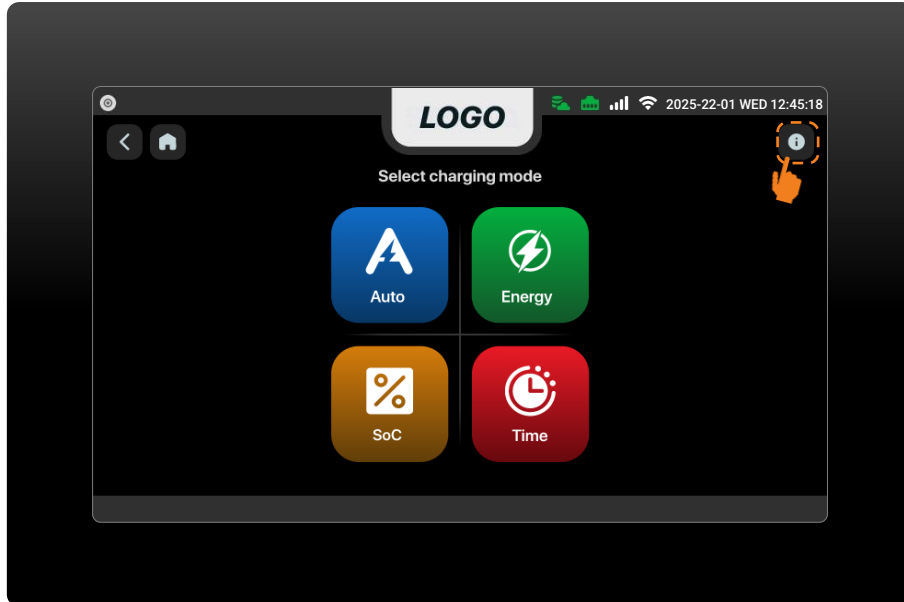 LOGO
2025-22-01 WED 12:45:18
Select charging mode
Auto
Energy
SoC
Time